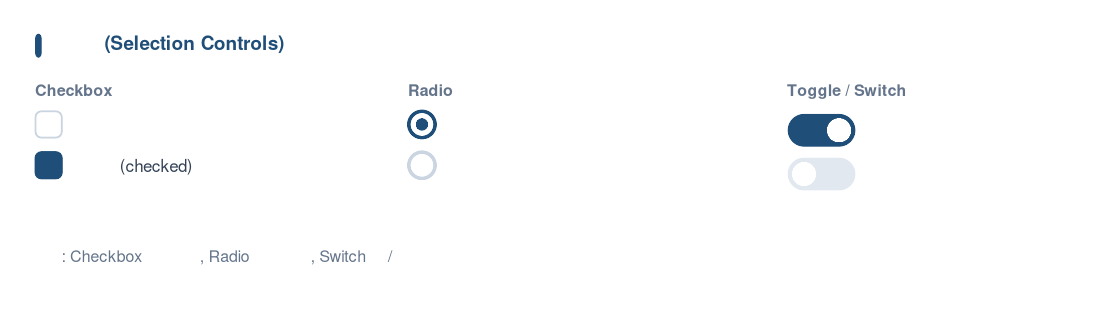 (Selection Controls)
Checkbox
Radio
Toggle / Switch
(checked)
: Checkbox , Radio , Switch /